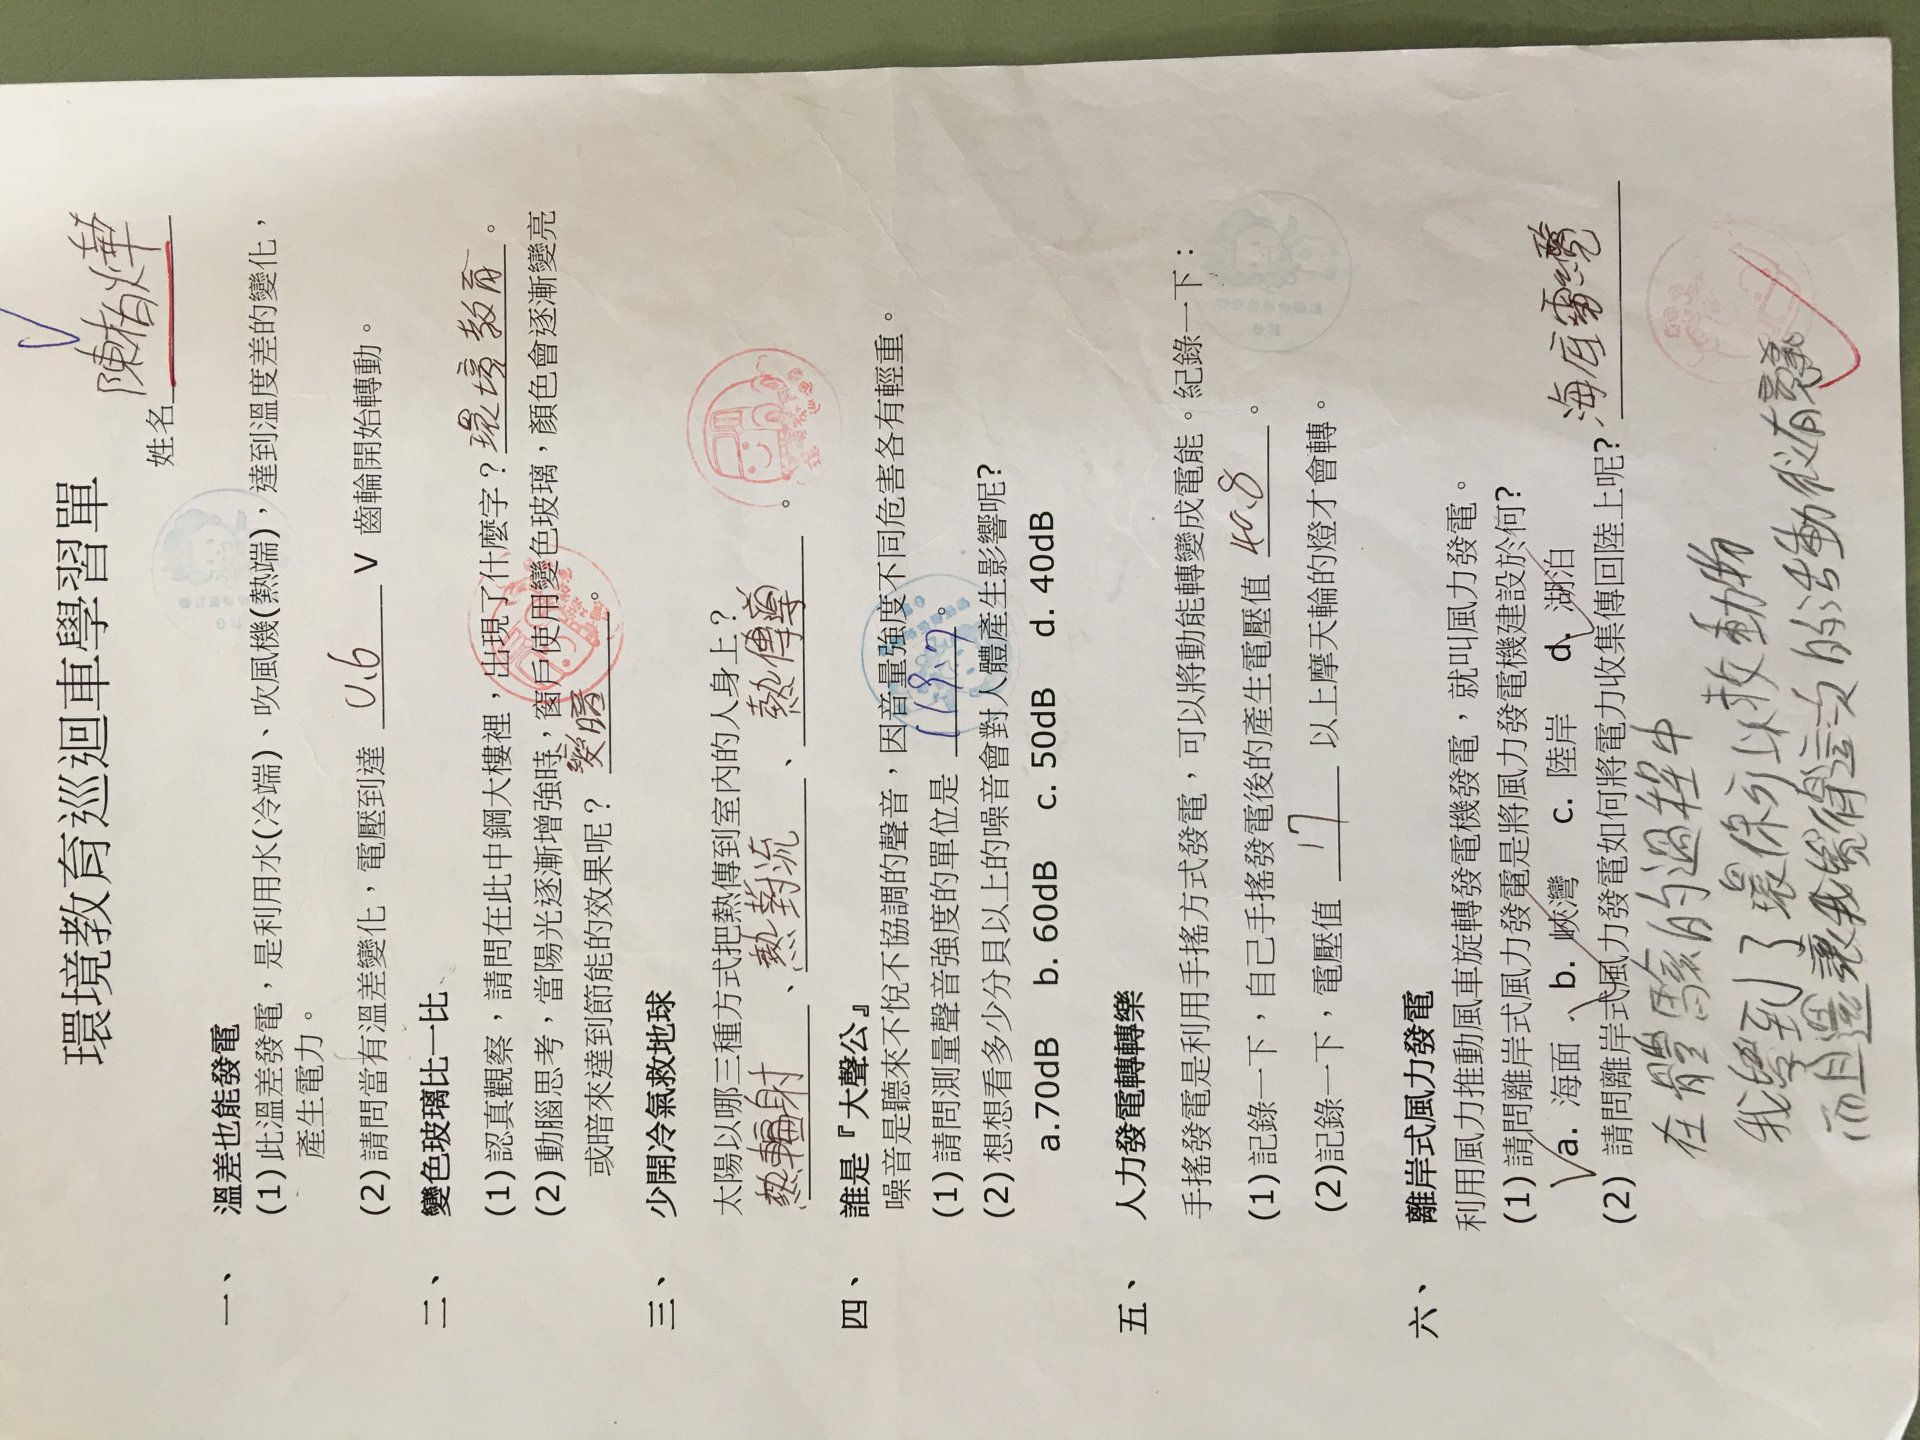 環境教育巡迴車學習單
姓名 陳柏燁
一、 溫差也能發電
(1) 此溫差發電，是利用水(冷端)、吹風機(熱端)，達到溫度差的變化，
產生電力。
(2) 請問當有溫差變化，電壓到達 0.6 V 齒輪開始轉動。
二、 變色玻璃比一比
(1) 認真觀察，請問在此中鋼大樓裡，出現了什麼字？環境教育。
(2) 動腦思考，當陽光逐漸增強時，窗戶使用變色玻璃，顏色會逐漸變亮
或暗來達到節能的效果呢？ 變暗。
三、 少開冷氣救地球
太陽以哪三種方式把熱傳到室內的人身上？
熱輻射、熱對流、熱傳導。
四、 誰是『大聲公』
噪音是聽來不悅不協調的聲音，因音量強度不同危害各有輕重。
(1) 請問測量聲音強度的單位是 。
(2) 想想看多少分貝以上的噪音會對人體產生影響呢?
a.70dB b. 60dB c. 50dB d. 40dB
五、 人力發電轉轉樂
手搖發電是利用手搖方式發電，可以將動能轉變成電能。紀錄一下：
(1) 記錄一下，自己手搖發電後的產生電壓值 40.8。
(2)記錄一下，電壓值 17 以上摩天輪的燈才會轉。
六、 離岸式風力發電
利用風力推動風車旋轉發電機發電，就叫風力發電。
(1) 請問離岸式風力發電是將風力發電機建設於何?
a. 海面 b. 峽灣 c. 陸岸 d. 湖泊
(2) 請問離岸式風力發電如何將電力收集傳回陸上呢? 海底電纜
在體驗的過程中
我學到了環保可以救動物
而且還讓我覺得這次的活動很有